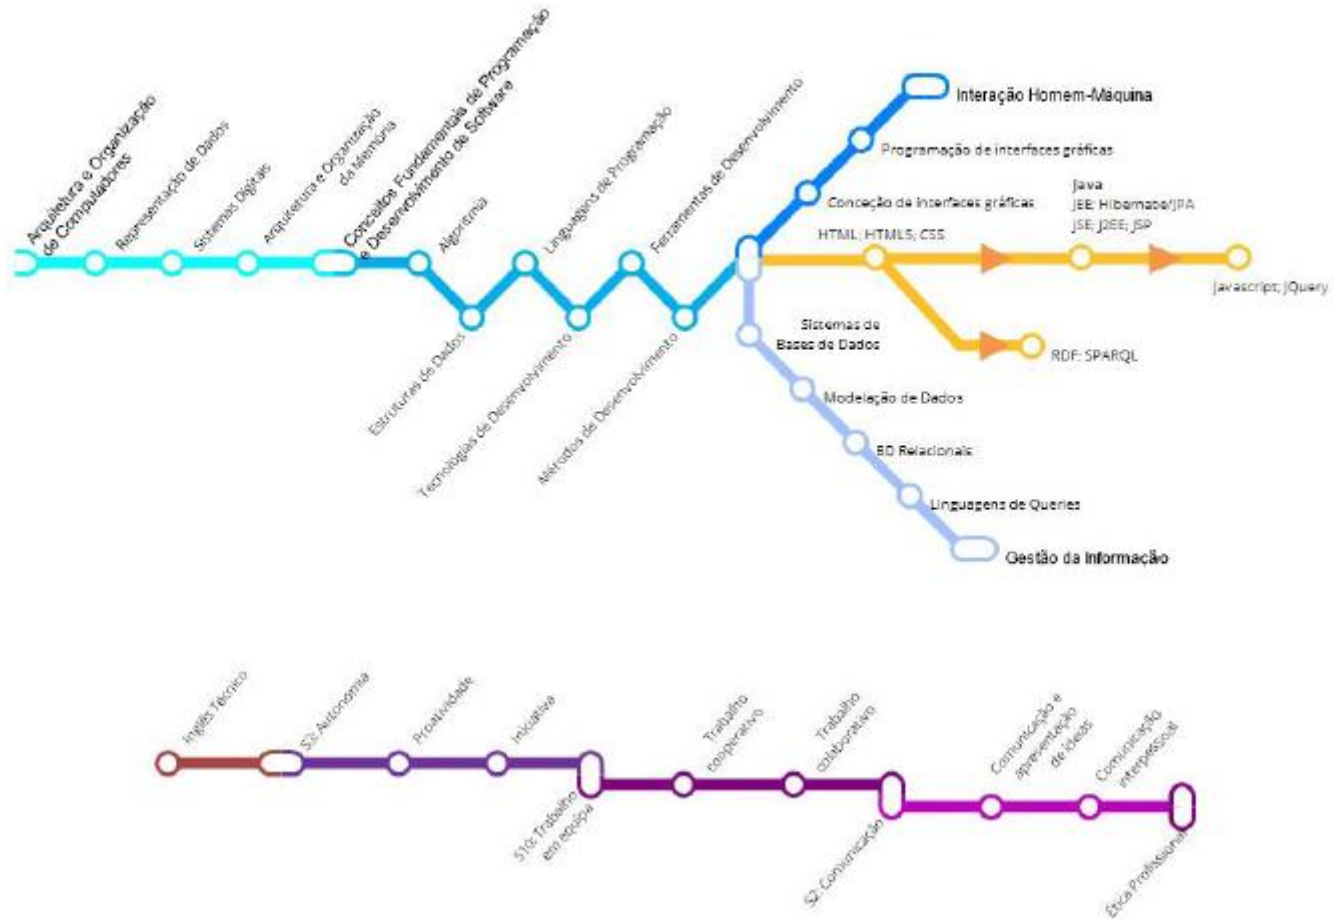 Arquitetura e Organização
de Computadores
Representação de Dados
Sistemas Digitais
Arquitetura e Organização
da Memória
Conceitos Fundamentais de Programação
e Desenvolvimento de Software
Algoritmia
Estruturas de Dados
Linguagens de Programação
Tecnologias de Desenvolvimento
Ferramentas de Desenvolvimento
Métodos de Desenvolvimento
Interação Homem-Máquina
Programação de interfaces gráficas
Conceção de interfaces gráficas
HTML; HTML5; CSS
Java
JEE; Hibernate/JPA
JSE; J2EE; JSP
Javascript; JQuery
RDF; SPARQL
Sistemas de
Bases de Dados
Modelação de Dados
BD Relacionais
Linguagens de Queries
Gestão da Informação
Inglês Técnico
S3: Autonomia
Proatividade
Iniciativa
S10: Trabalho
em equipa
Trabalho
cooperativo
Trabalho
colaborativo
S2: Comunicação
Comunicação e
apresentação
de ideias
Comunicação
interpessoal
Ética Profissional